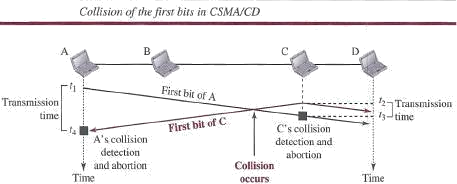 Collision of the first bits in CSMA/CD
A B C D
t1
First bit of A
Transmission
time
t2
Transmission
t3
time
First bit of C
t4
A's collision
detection
and abortion
C's collision
detection and
abortion
Collision
occurs
Time
Time